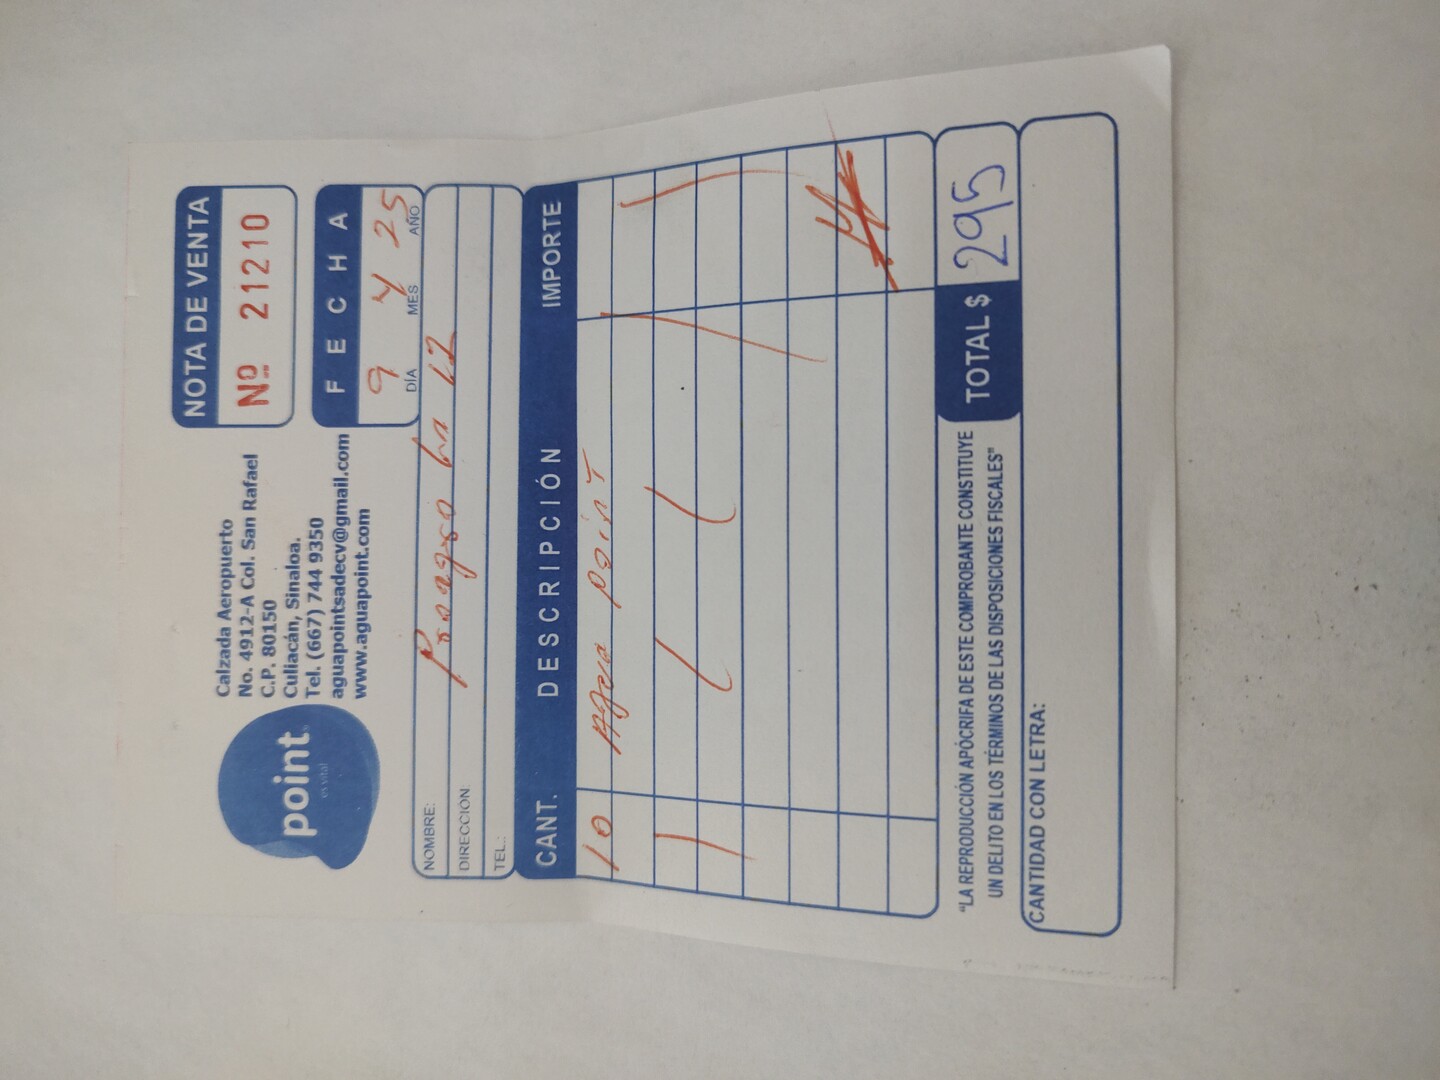 point
es vital
Calzada Aeropuerto
No. 4912-A Col. San Rafael
C.P. 80150
Culiacán, Sinaloa.
Tel. (667) 744 9350
aguapointsadecv@gmail.com
www.aguapoint.com
NOTA DE VENTA
Nº 21210
FECHA
9 4 25
DÍA MES AÑO
NOMBRE:
DIRECCIÓN:
TEL.:
CANT. DESCRIPCIÓN IMPORTE
10 Agua point
"LA REPRODUCCIÓN APÓCRIFA DE ESTE COMPROBANTE CONSTITUYE
UN DELITO EN LOS TÉRMINOS DE LAS DISPOSICIONES FISCALES"
TOTAL $ 295
CANTIDAD CON LETRA: